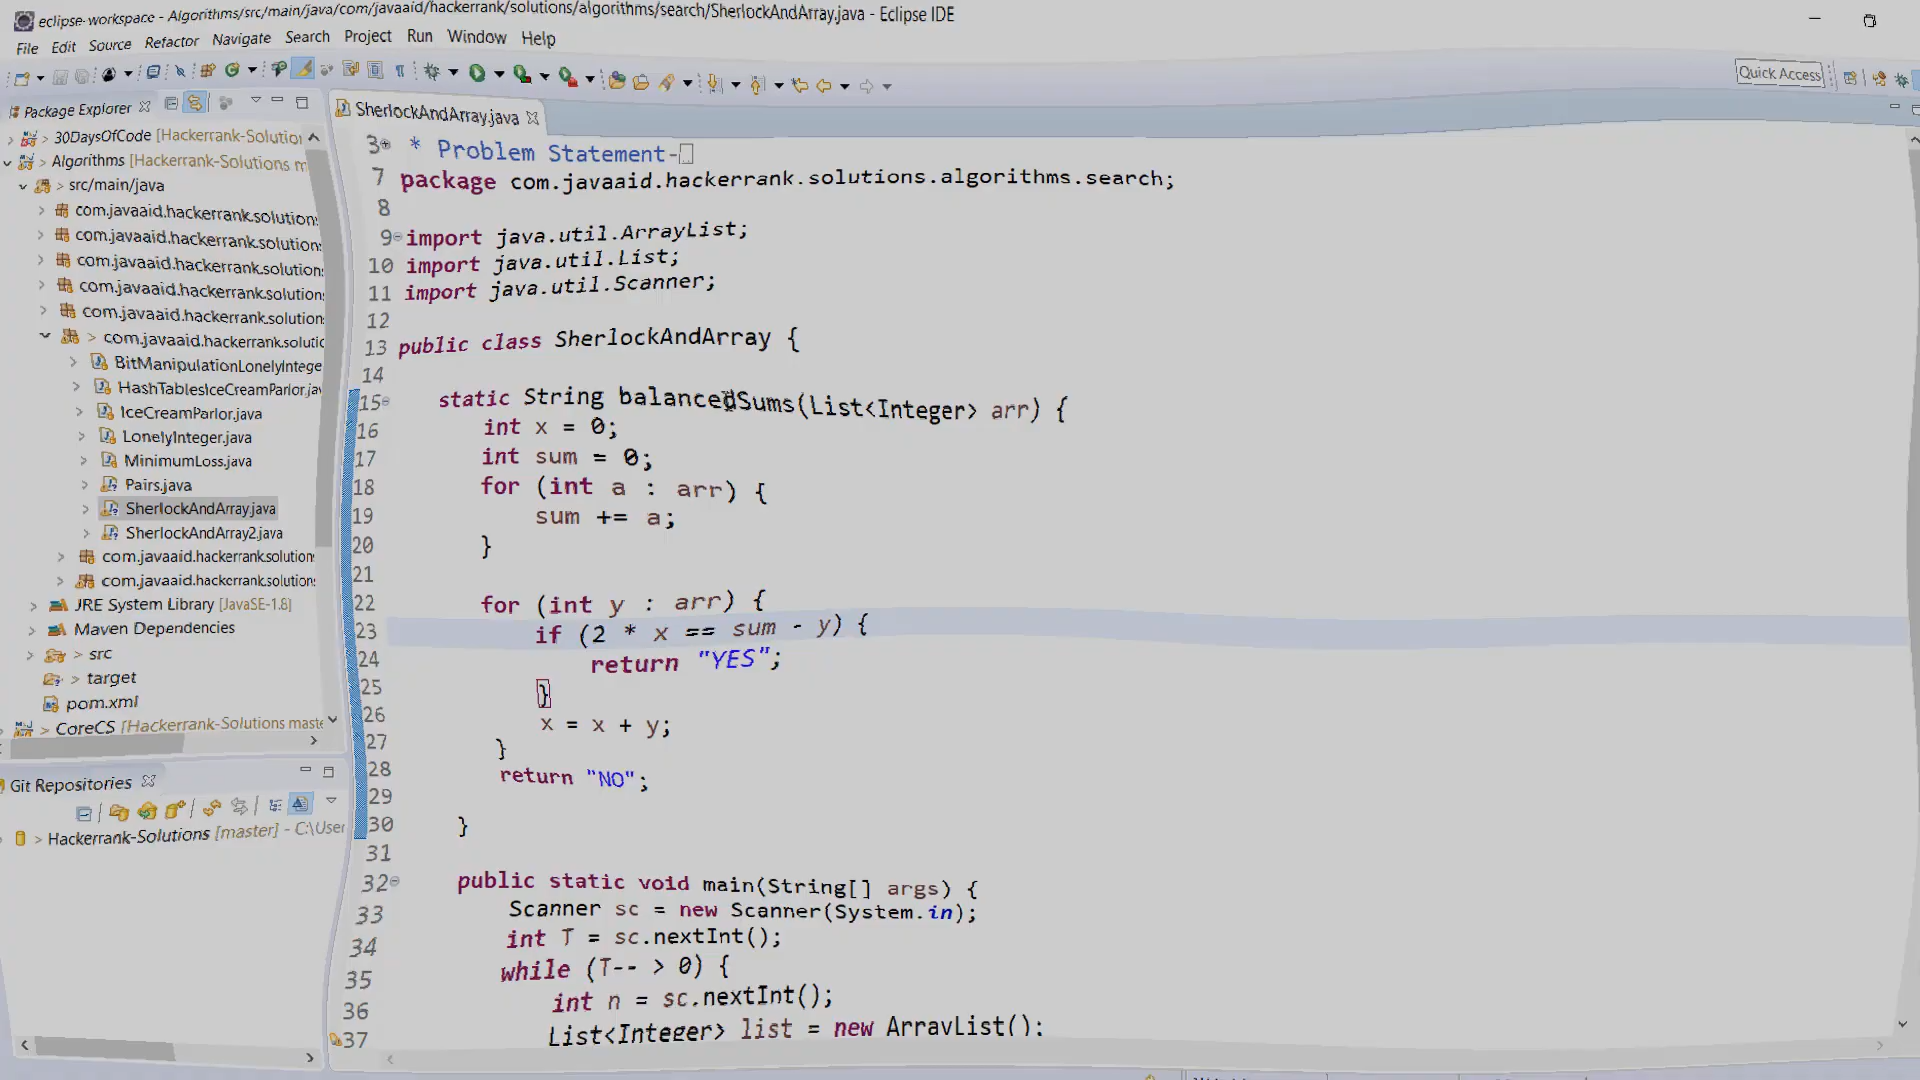 eclipse-workspace - Algorithms/src/main/java/com/javaaid/hackerrank/solutions/algorithms/search/SherlockAndArray.java - Eclipse IDE
File Edit Source Refactor Navigate Search Project Run Window Help
Quick Access
Package Explorer
> 30DaysOfCode [Hackerrank-Solution
> Algorithms [Hackerrank-Solutions m
> src/main/java
com.javaaid.hackerrank.solutions
com.javaaid.hackerrank.solutions
com.javaaid.hackerrank.solutions
com.javaaid.hackerrank.solutions
com.javaaid.hackerrank.solutions
> com.javaaid.hackerrank.solutions
BitManipulationLonelyIntege
HashTablesIceCreamParlor.jav
IceCreamParlor.java
LonelyInteger.java
MinimumLoss.java
Pairs.java
SherlockAndArray.java
SherlockAndArray2.java
com.javaaid.hackerrank.solution
com.javaaid.hackerrank.solutions
JRE System Library [JavaSE-1.8]
Maven Dependencies
> src
> target
pom.xml
> CoreCS [Hackerrank-Solutions maste
Git Repositories
> Hackerrank-Solutions [master] - C:\User
SherlockAndArray.java
3 * Problem Statement-
7 package com.javaaid.hackerrank.solutions.algorithms.search;
8
9 import java.util.ArrayList;
10 import java.util.List;
11 import java.util.Scanner;
12
13 public class SherlockAndArray {
14
15 static String balancedSums(List<Integer> arr) {
16 int x = 0;
17 int sum = 0;
18 for (int a : arr) {
19 sum += a;
20 }
21
22 for (int y : arr) {
23 if (2 * x == sum - y) {
24 return "YES";
25 }
26 x = x + y;
27 }
28 return "NO";
29
30 }
31
32 public static void main(String[] args) {
33 Scanner sc = new Scanner(System.in);
34 int T = sc.nextInt();
35 while (T-- > 0) {
36 int n = sc.nextInt();
37 List<Integer> list = new ArrayList();